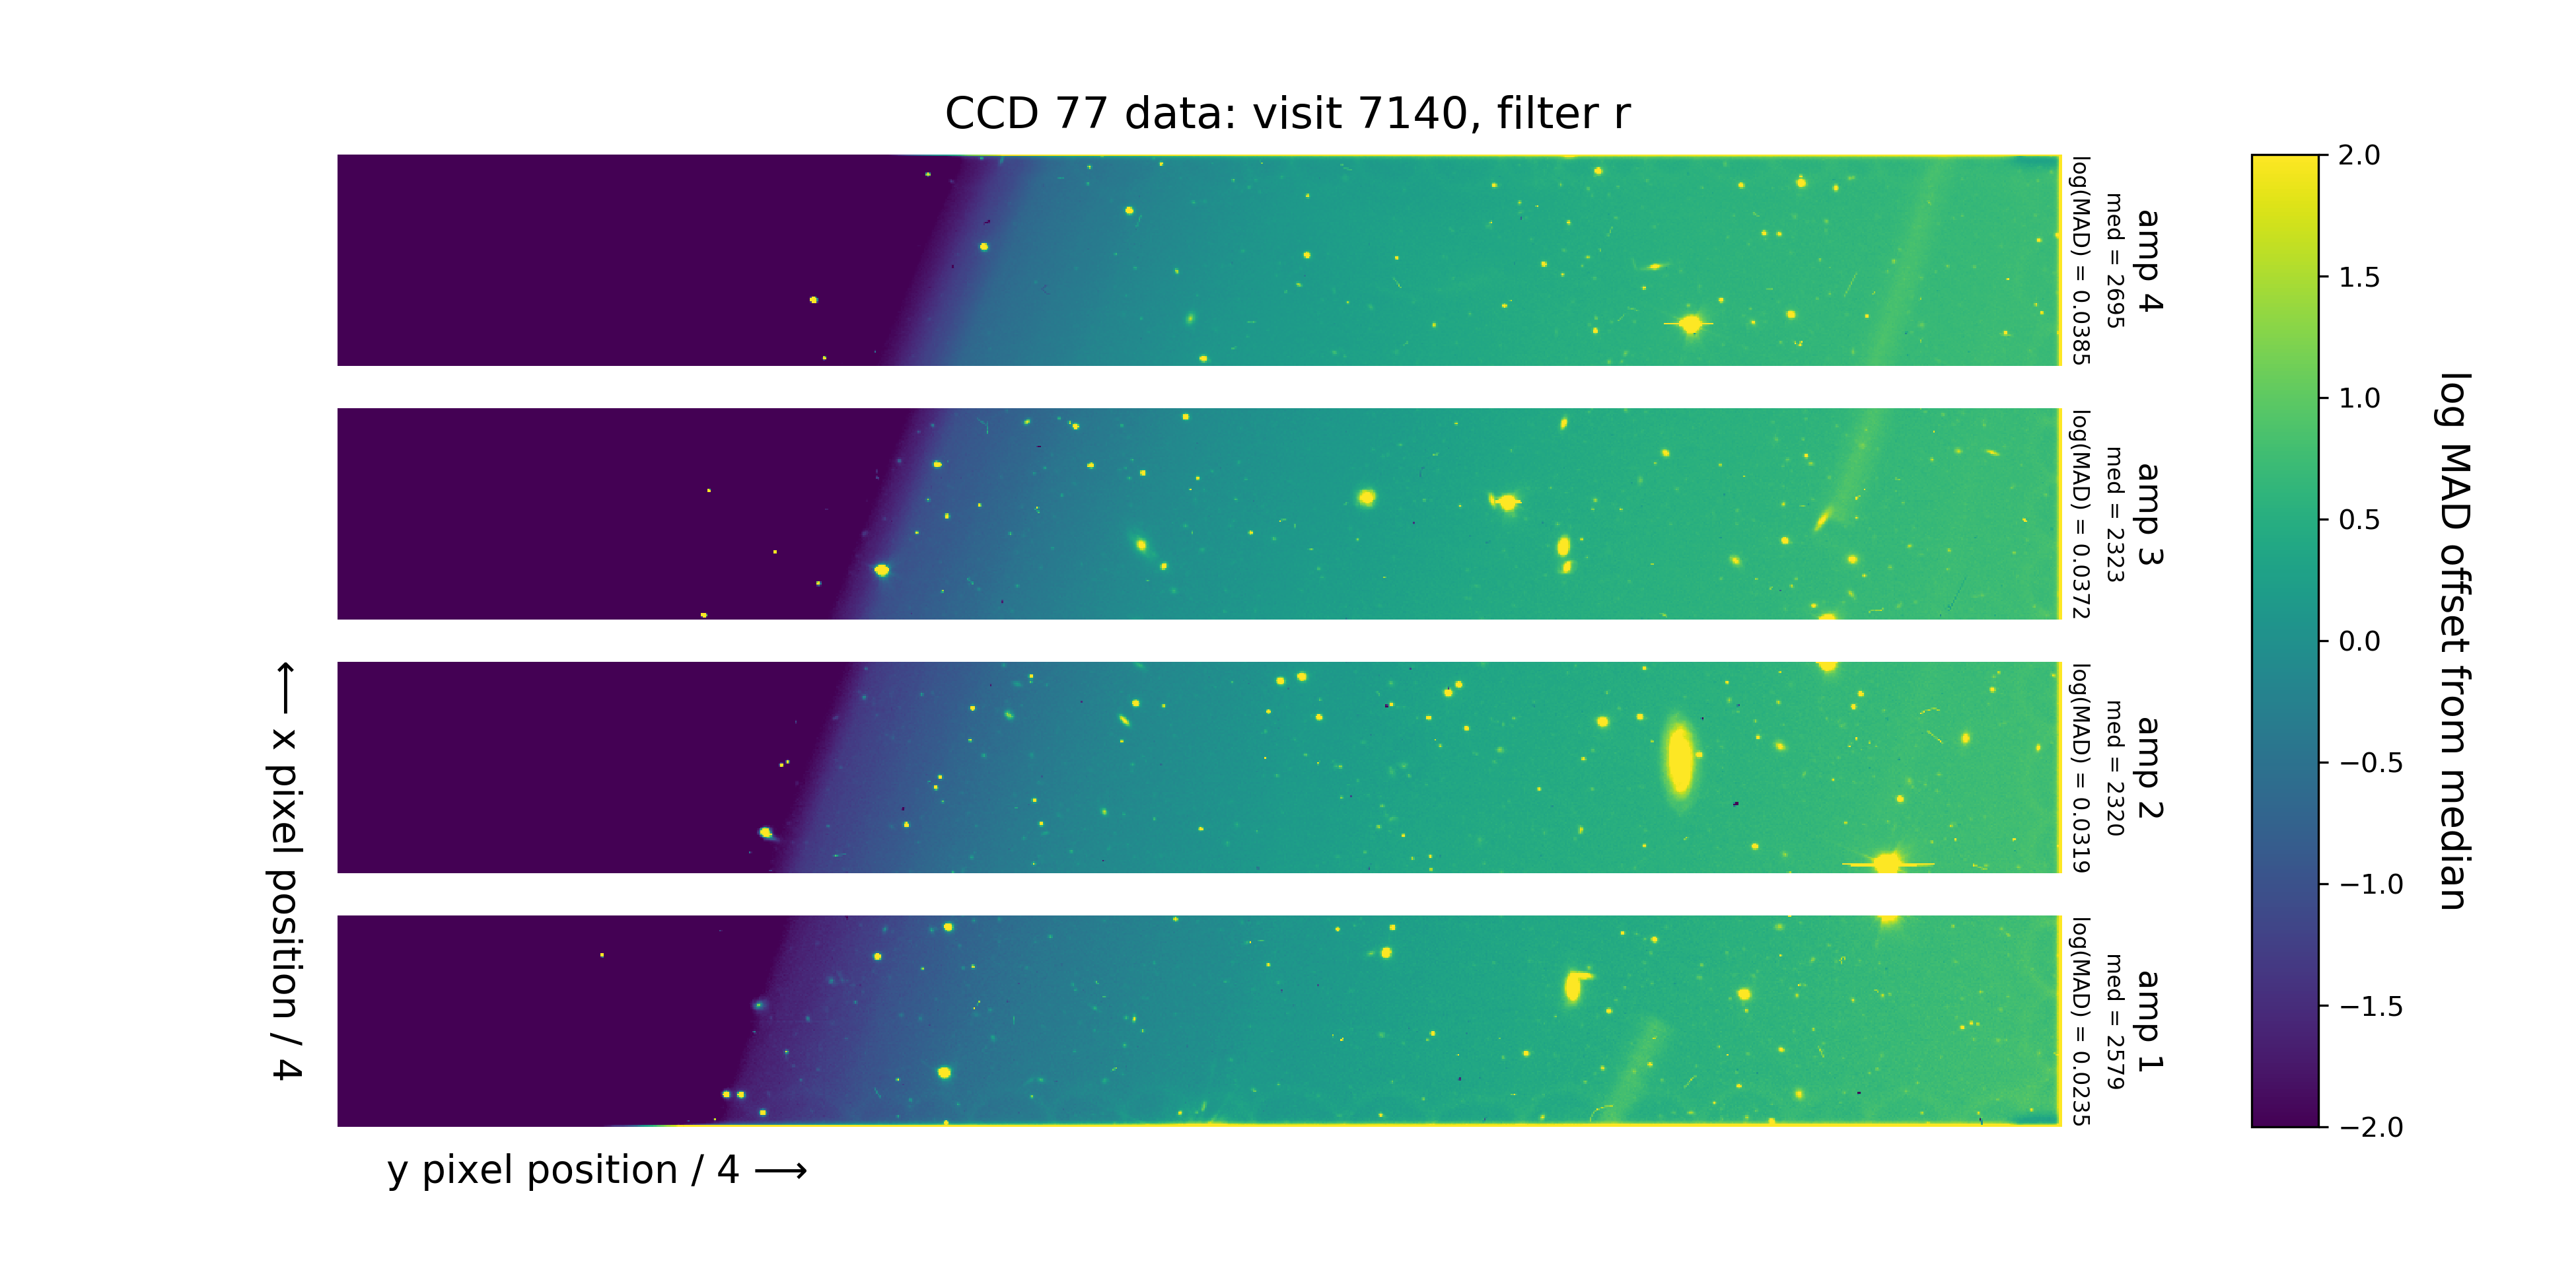 CCD 77 data: visit 7140, filter r
amp 4
med = 2695
log(MAD) = 0.0385
amp 3
med = 2323
log(MAD) = 0.0372
amp 2
med = 2320
log(MAD) = 0.0319
amp 1
med = 2579
log(MAD) = 0.0235
⟵ x pixel position / 4
y pixel position / 4 ⟶
2.0
1.5
1.0
0.5
0.0
−0.5
−1.0
−1.5
−2.0
log MAD offset from median